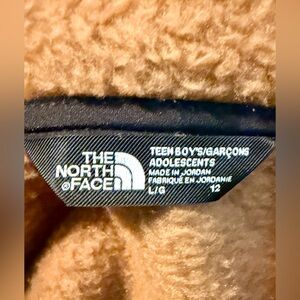 THE
NORTH
®FACE
TEEN BOY'S/GARÇONS
ADOLESCENTS
MADE IN JORDAN
FABRIQUÉ EN JORDANIE
L/G 12